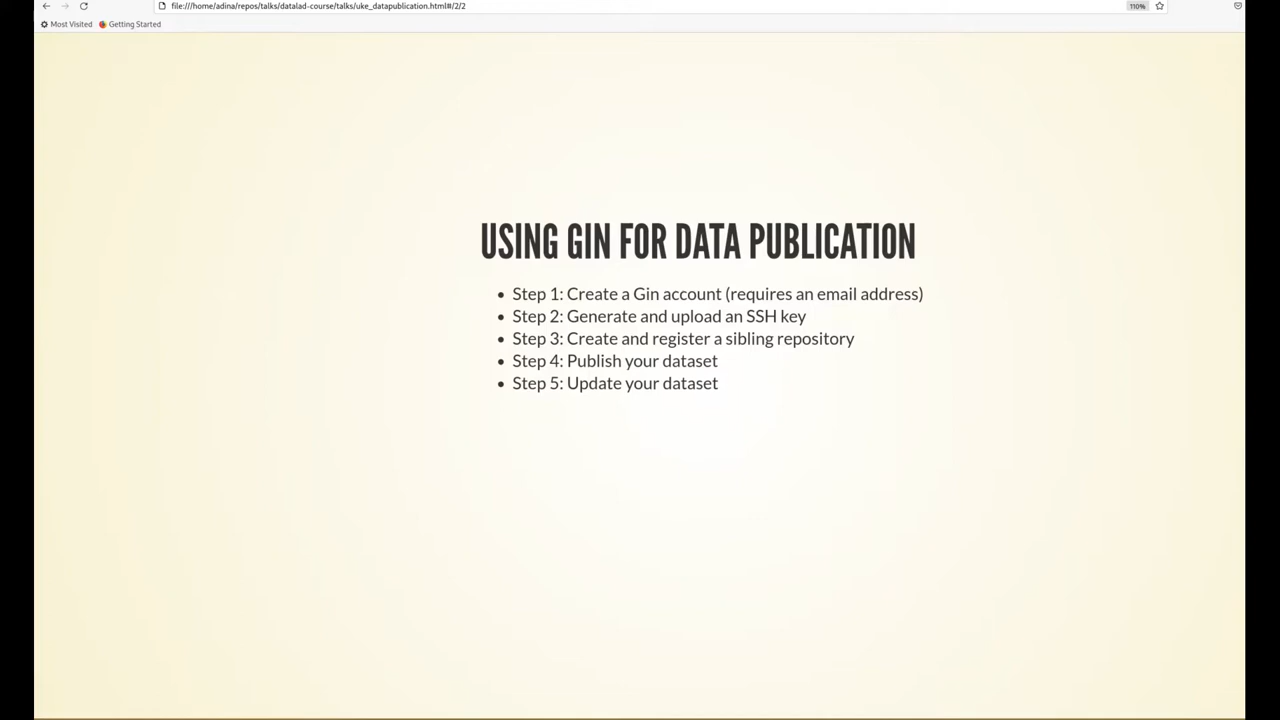 file:///home/adina/repos/talks/datalad-course/talks/uke_datapublication.html#/2/2
110%
Most Visited
Getting Started
USING GIN FOR DATA PUBLICATION
• Step 1: Create a Gin account (requires an email address)
• Step 2: Generate and upload an SSH key
• Step 3: Create and register a sibling repository
• Step 4: Publish your dataset
• Step 5: Update your dataset